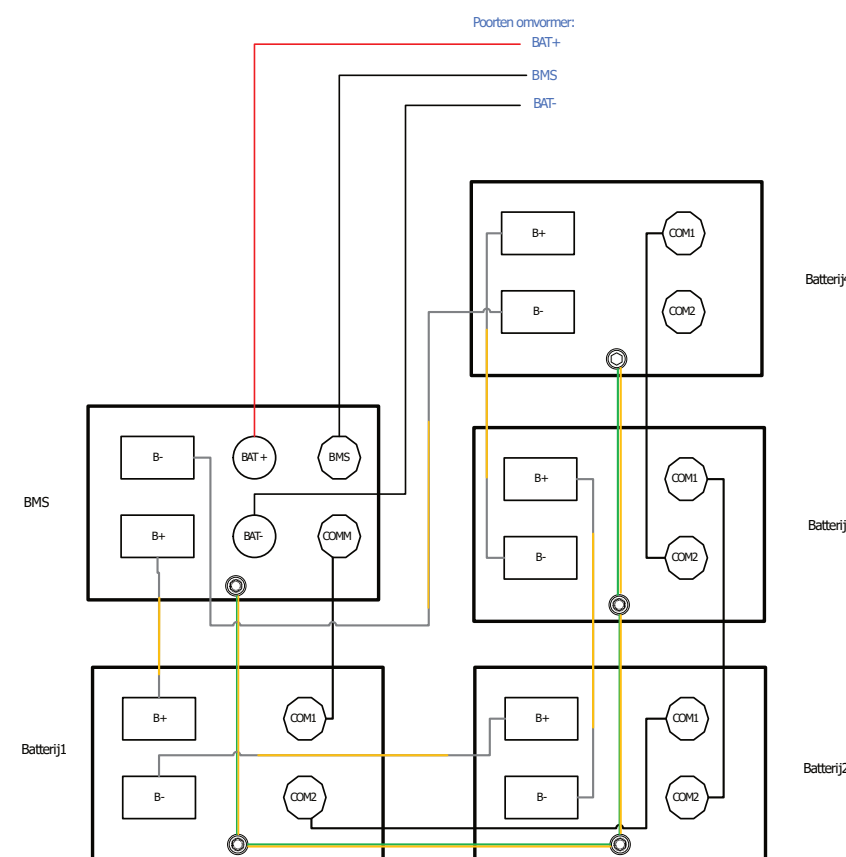 Poorten omvormer:
BAT+
BMS
BAT-
B+
COM1
B-
COM2
B-
BAT +
BMS
BMS
B+
BAT-
COMM
B+
COM1
B-
COM2
Batterij1
B+
COM1
B-
COM2
B+
COM1
Batterij2
B-
COM2